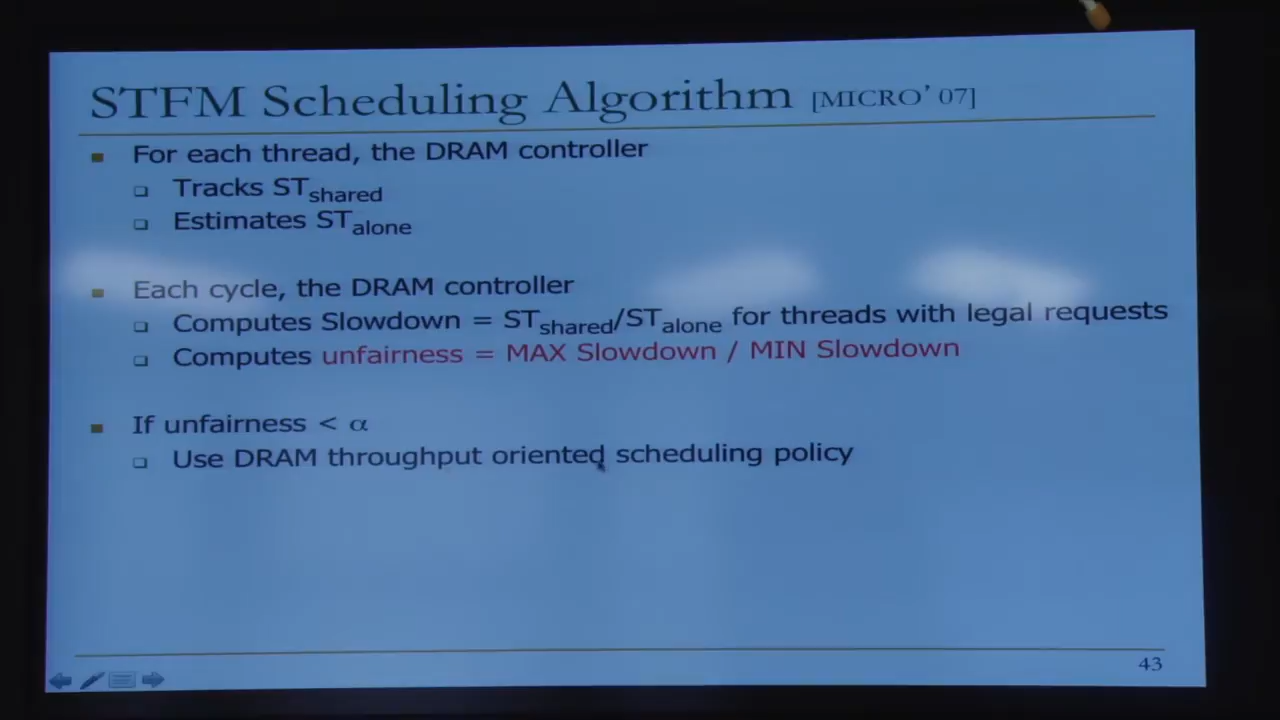 STFM Scheduling Algorithm [MICRO' 07]
For each thread, the DRAM controller
Tracks STshared
Estimates STalone
Each cycle, the DRAM controller
Computes Slowdown = STshared/STalone for threads with legal requests
Computes unfairness = MAX Slowdown / MIN Slowdown
If unfairness < α
Use DRAM throughput oriented scheduling policy
43